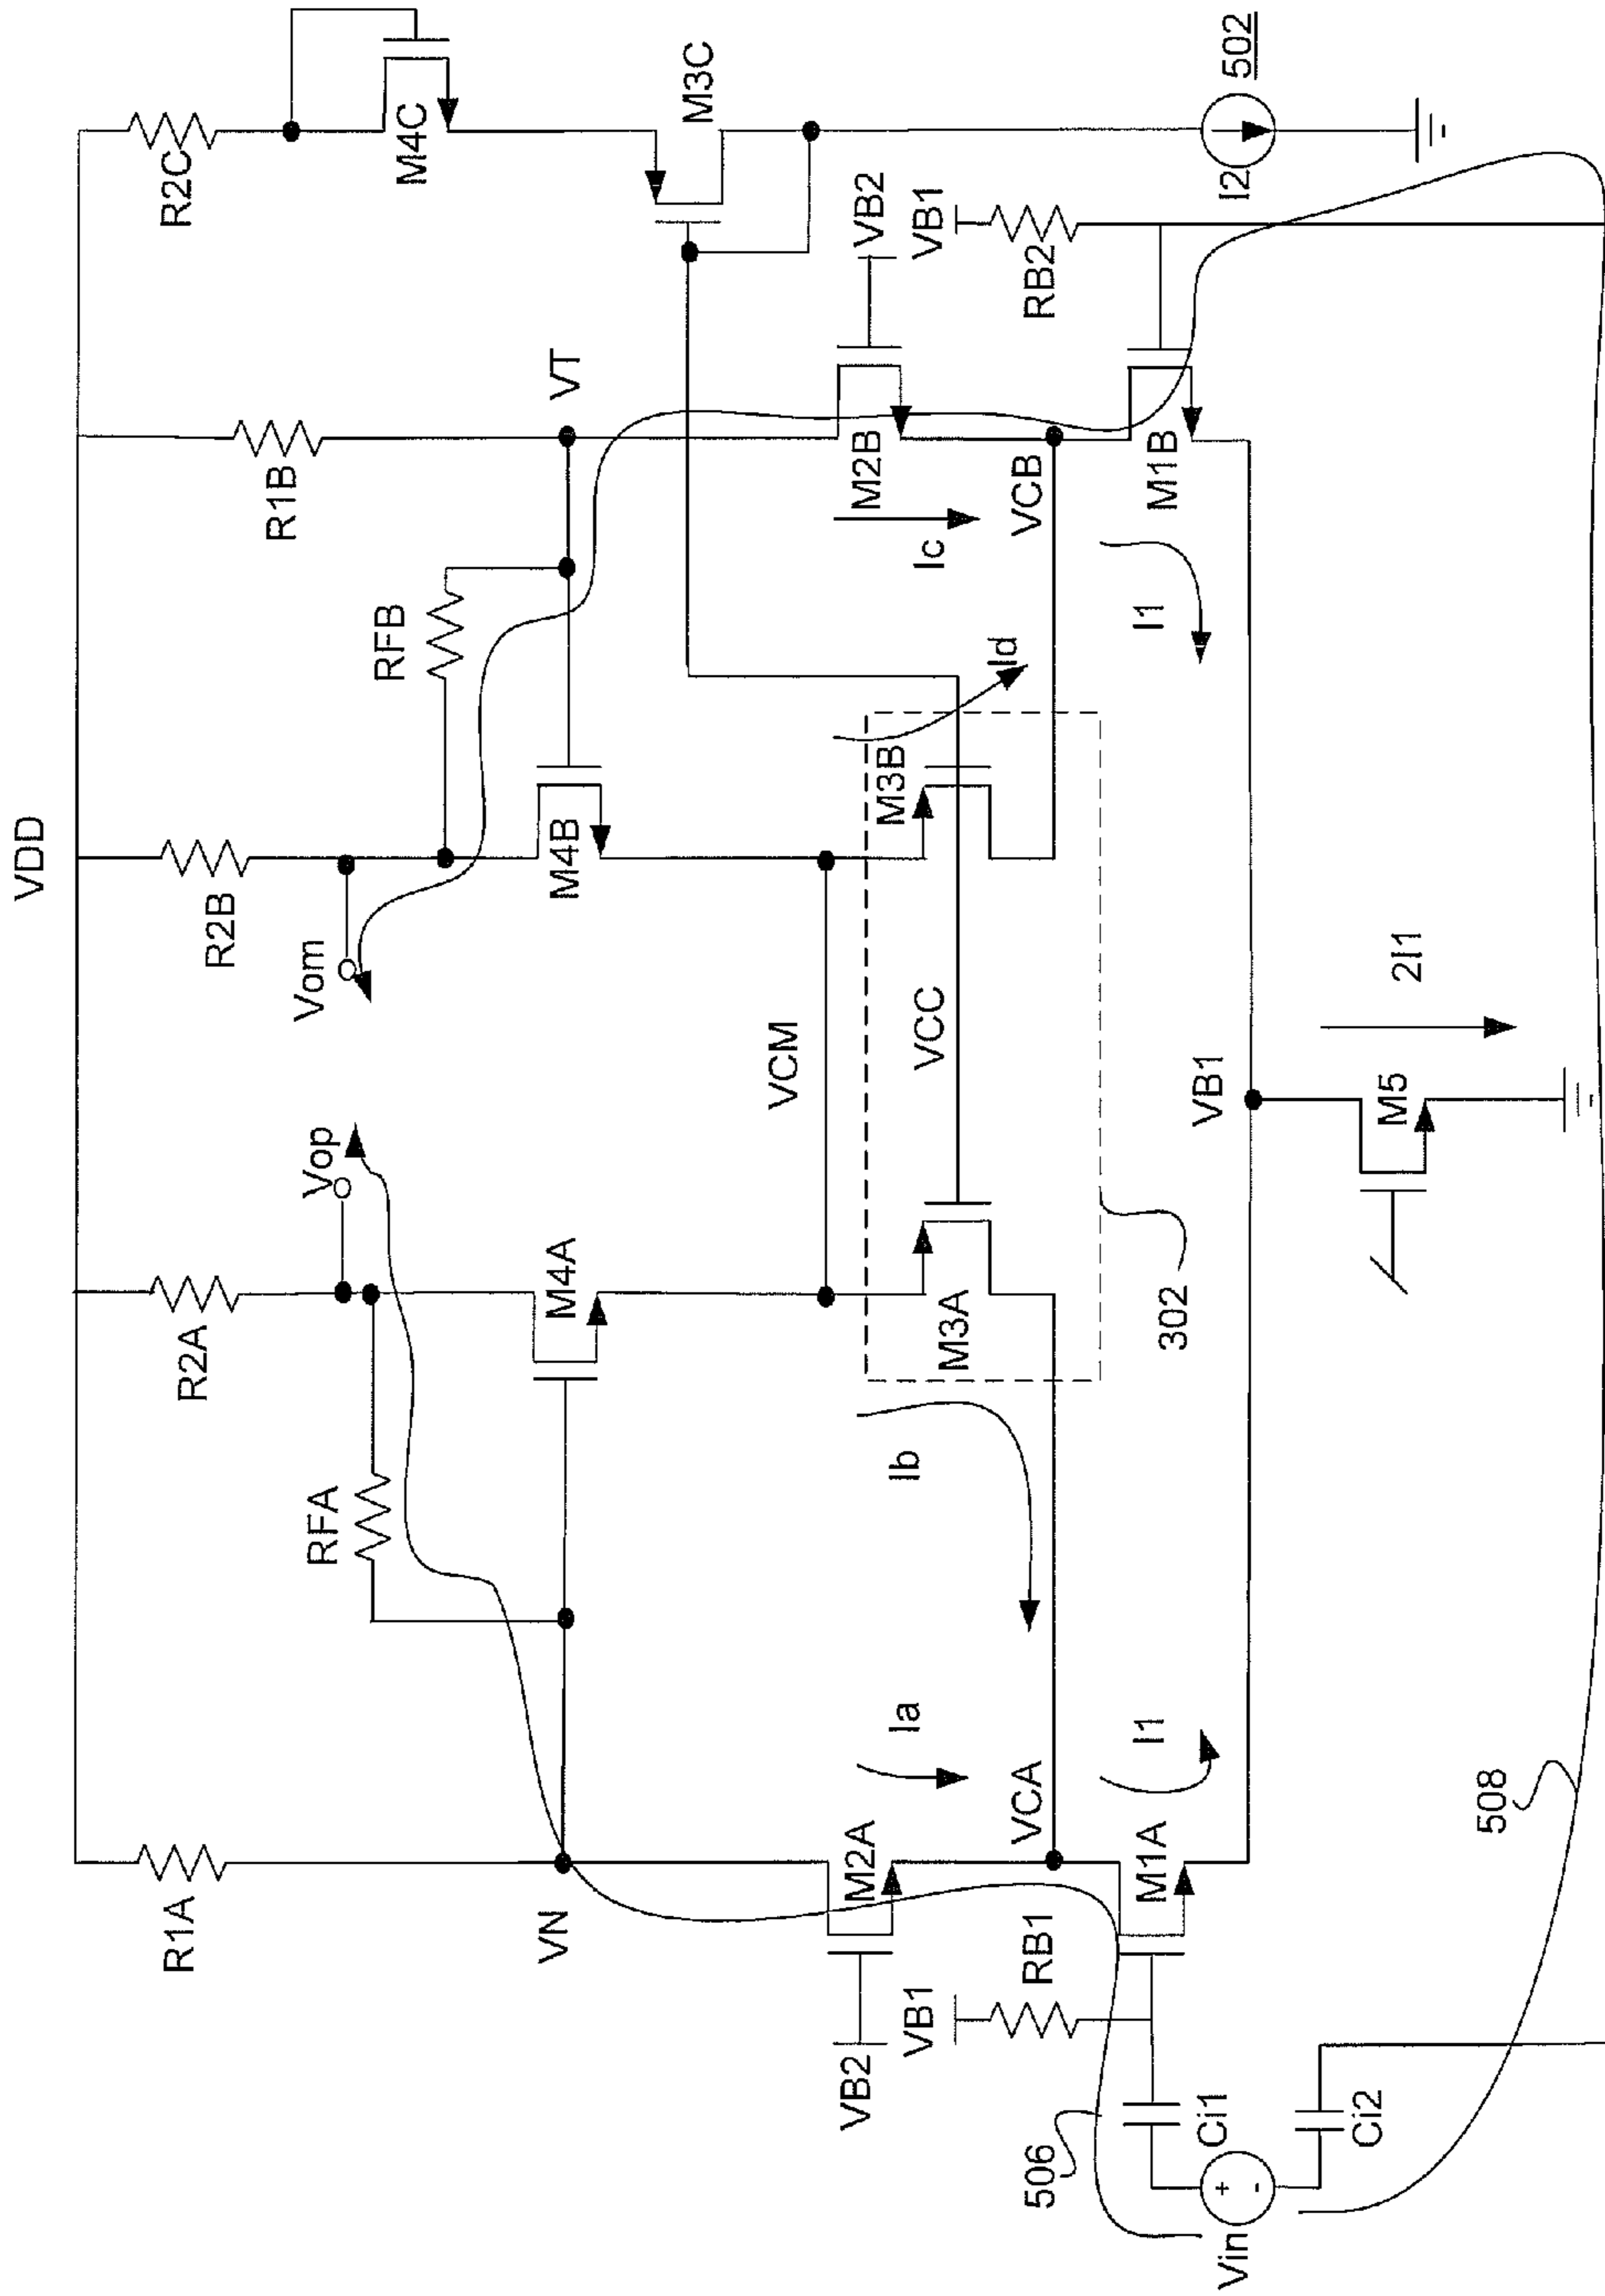 VDD
R1A
R2A
R2B
R1B
R2C
RFA
Vop
Vom
RFB
M4C
VN
M4A
M4B
VT
M3C
VCM
M2A
M3A
M3B
M2B
VB2
VB2
Ia
Ib
VCC
Id
Ic
VB1
VB1
RB1
VCA
VCB
RB2
302
M1A
I1
I1
M1B
Ci1
506
Vin
+
-
Ci2
VB1
I2
502
M5
2I1
508